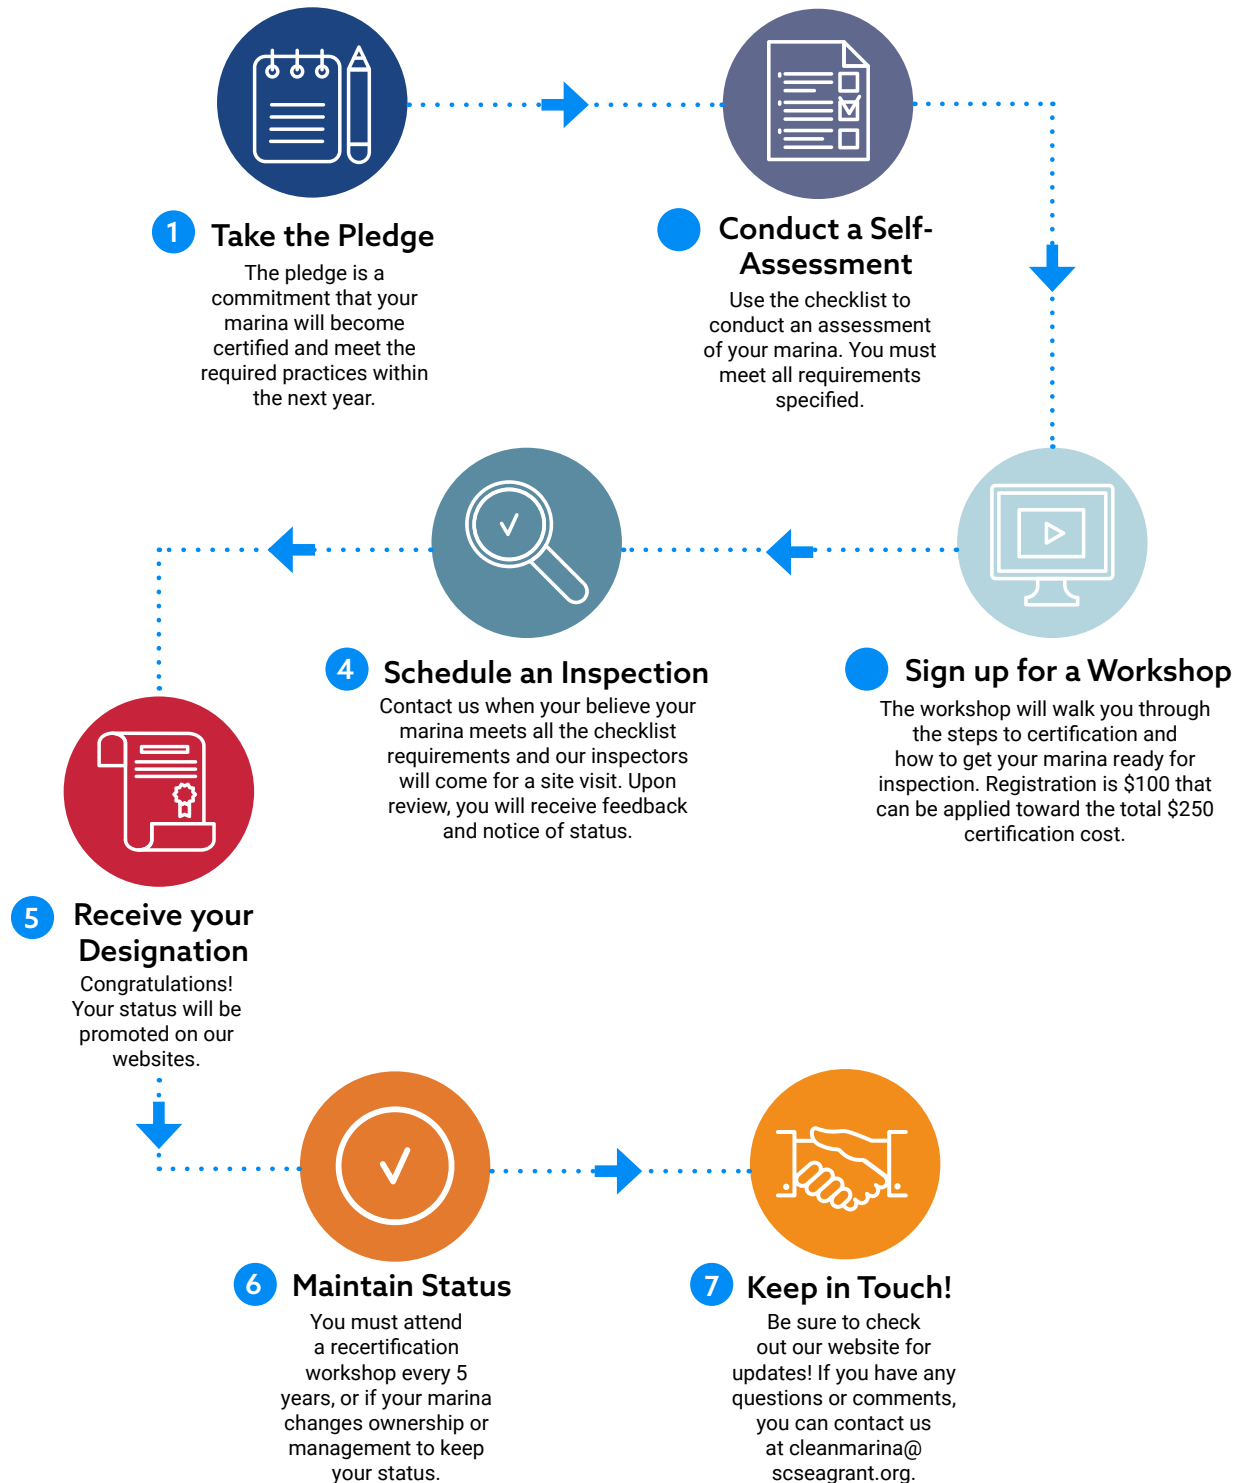 1 Take the Pledge
The pledge is a
commitment that your
marina will become
certified and meet the
required practices within
the next year.
Conduct a Self-
Assessment
Use the checklist to
conduct an assessment
of your marina. You must
meet all requirements
specified.
Sign up for a Workshop
The workshop will walk you through
the steps to certification and
how to get your marina ready for
inspection. Registration is $100 that
can be applied toward the total $250
certification cost.
4 Schedule an Inspection
Contact us when your believe your
marina meets all the checklist
requirements and our inspectors
will come for a site visit. Upon
review, you will receive feedback
and notice of status.
5 Receive your
Designation
Congratulations!
Your status will be
promoted on our
websites.
6 Maintain Status
You must attend
a recertification
workshop every 5
years, or if your marina
changes ownership or
management to keep
your status.
7 Keep in Touch!
Be sure to check
out our website for
updates! If you have any
questions or comments,
you can contact us
at cleanmarina@
scseagrant.org.